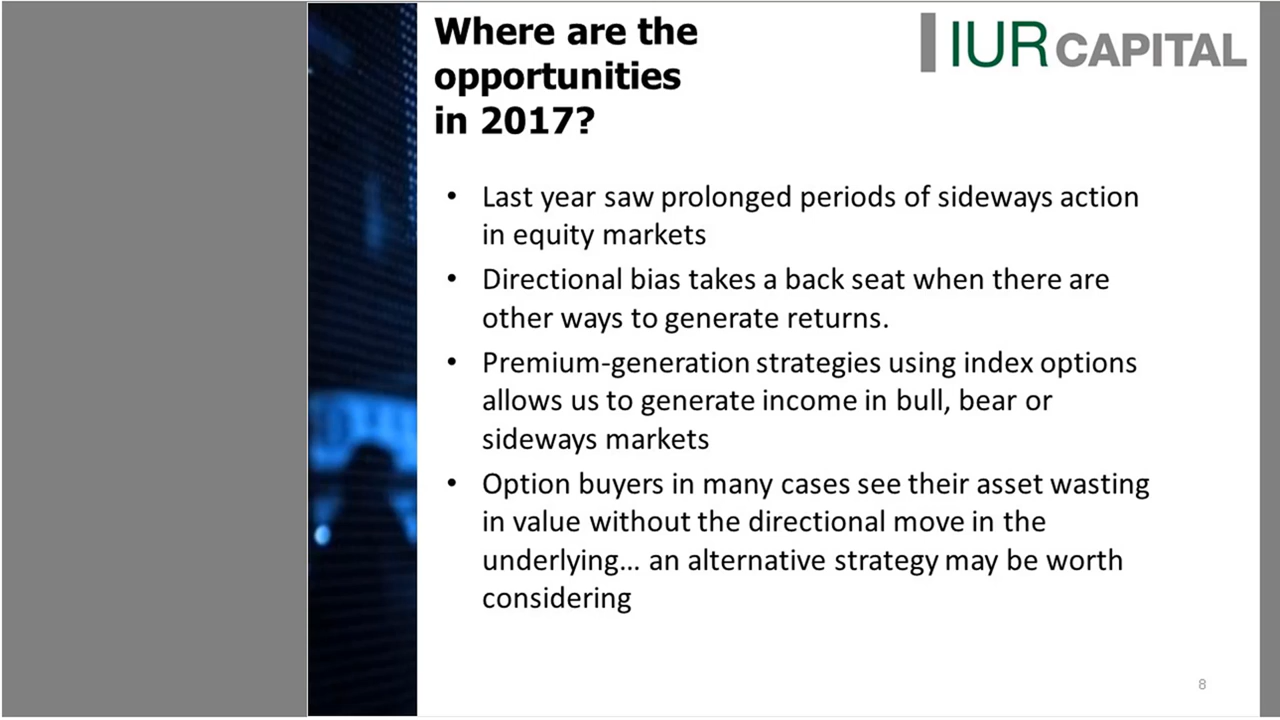 Where are the
opportunities
in 2017?
IUR CAPITAL
• Last year saw prolonged periods of sideways action
in equity markets
• Directional bias takes a back seat when there are
other ways to generate returns.
• Premium-generation strategies using index options
allows us to generate income in bull, bear or
sideways markets
• Option buyers in many cases see their asset wasting
in value without the directional move in the
underlying… an alternative strategy may be worth
considering
8